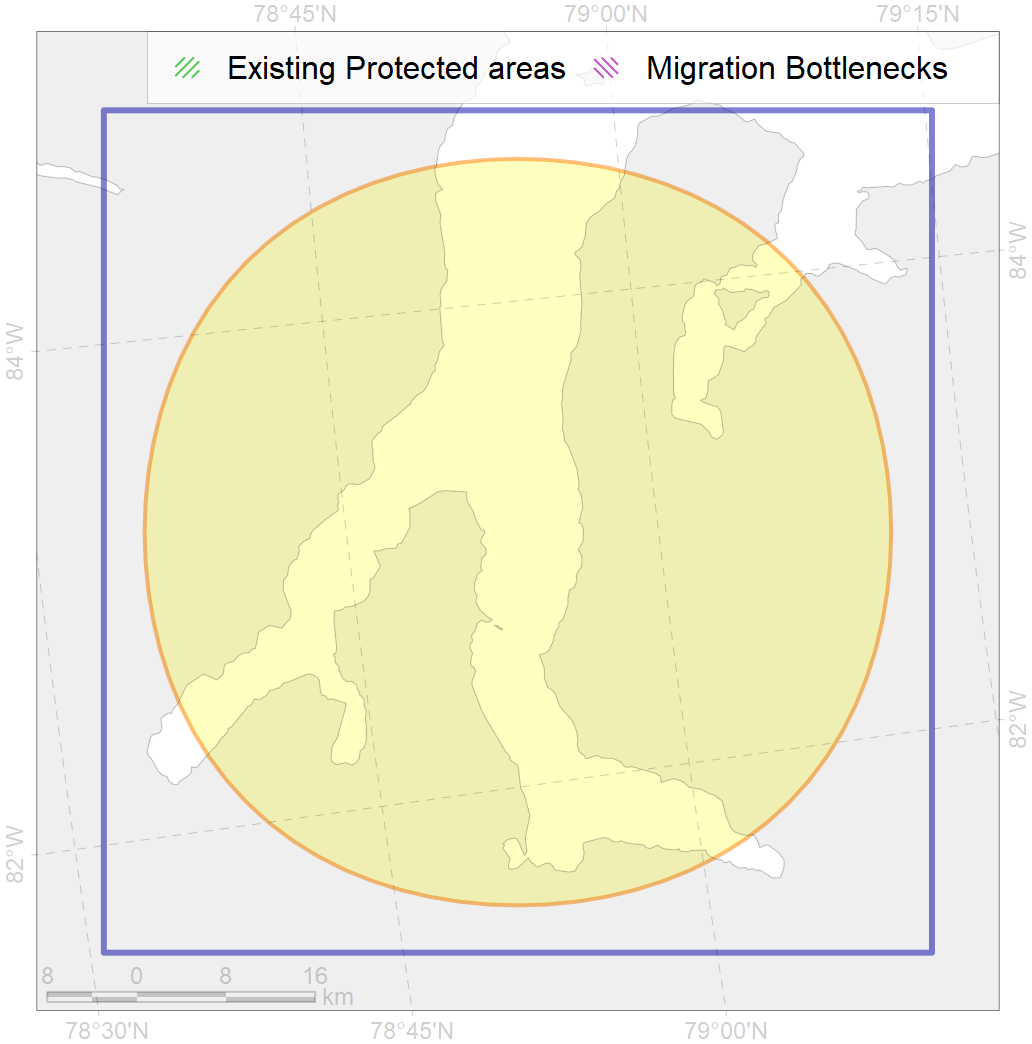 78°45'N 79°00'N 79°15'N
Existing Protected areas Migration Bottlenecks
84°W
84°W
82°W
82°W
8 0 8 16
km
78°30'N 78°45'N 79°00'N